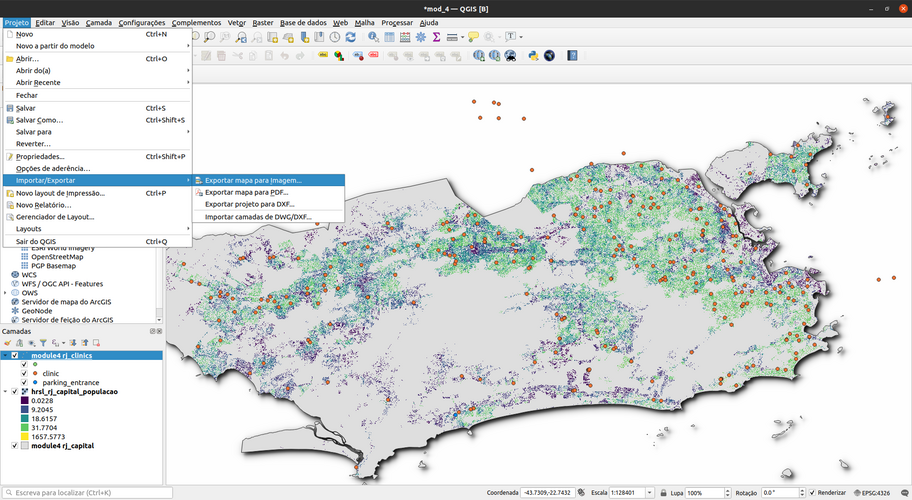 *mod_4 — QGIS [B]
Projeto Editar Visão Camada Configurações Complementos Vetor Raster Base de dados Web Malha Processar Ajuda
Novo Ctrl+N
Novo a partir do modelo
Abrir... Ctrl+O
Abrir do(a)
Abrir Recente
Fechar
Salvar Ctrl+S
Salvar Como... Ctrl+Shift+S
Salvar para
Reverter...
Propriedades... Ctrl+Shift+P
Opções de aderência...
Importar/Exportar
Exportar mapa para Imagem...
Novo layout de Impressão... Ctrl+P
Exportar mapa para PDF...
Novo Relatório...
Exportar projeto para DXF...
Gerenciador de Layout...
Importar camadas de DWG/DXF...
Layouts
Sair do QGIS Ctrl+Q
ESRI World Imagery
OpenStreetMap
PGP Basemap
WCS
WFS / OGC API - Features
OWS
Servidor de mapa do ArcGIS
GeoNode
Servidor de feição do ArcGIS
Camadas
module4 rj_clinics
clinic
parking_entrance
hrsl_rj_capital_populacao
0.0228
9.2045
18.6157
31.7704
1657.5773
module4 rj_capital
Escreva para localizar (Ctrl+K)
Coordenada -43.7309,-22.7432 Escala 1:128401 Lupa 100% Rotação 0.0 ° Renderizar EPSG:4326